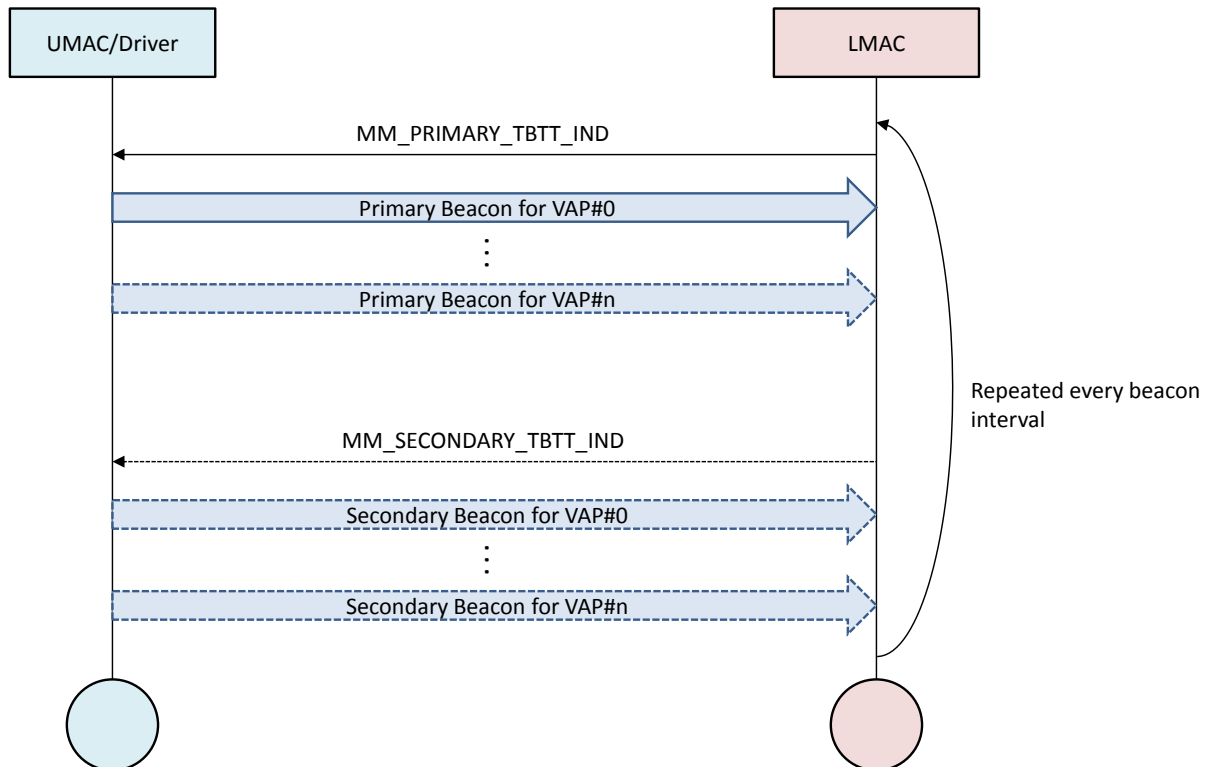 UMAC/Driver
LMAC
MM_PRIMARY_TBTT_IND
Primary Beacon for VAP#0
⋮
Primary Beacon for VAP#n
Repeated every beacon
interval
MM_SECONDARY_TBTT_IND
Secondary Beacon for VAP#0
⋮
Secondary Beacon for VAP#n